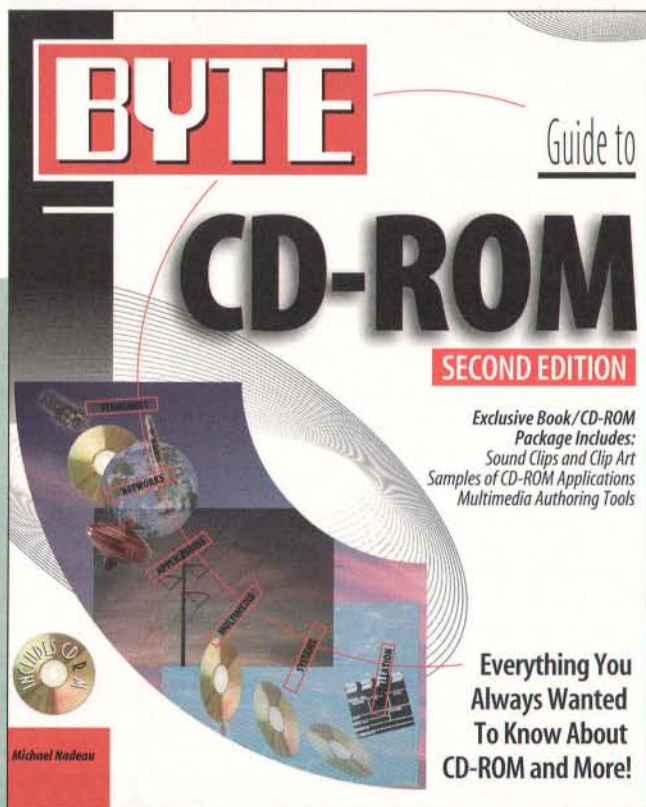 BYTE
Guide to
CD-ROM
SECOND EDITION
Exclusive Book/CD-ROM
Package Includes:
Sound Clips and Clip Art
Samples of CD-ROM Applications
Multimedia Authoring Tools
NETWORKS
APPLICATIONS
MULTIMEDIA
SYSTEMS
INCLUDES CD ROM
Everything You
Always Wanted
To Know About
CD-ROM and More!
Michael Nadeau